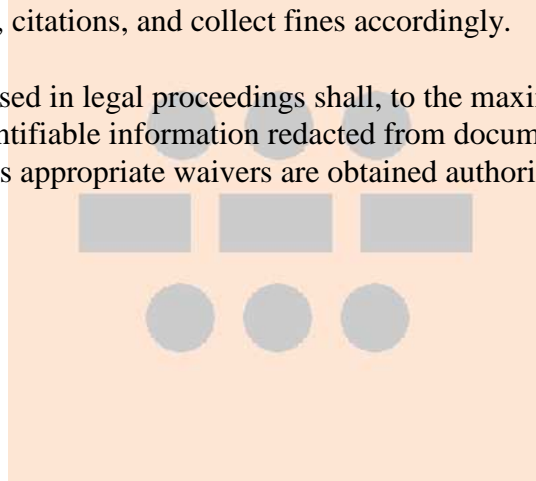 , citations, and collect fines accordingly.
sed in legal proceedings shall, to the maxi
ntifiable information redacted from docum
s appropriate waivers are obtained authori